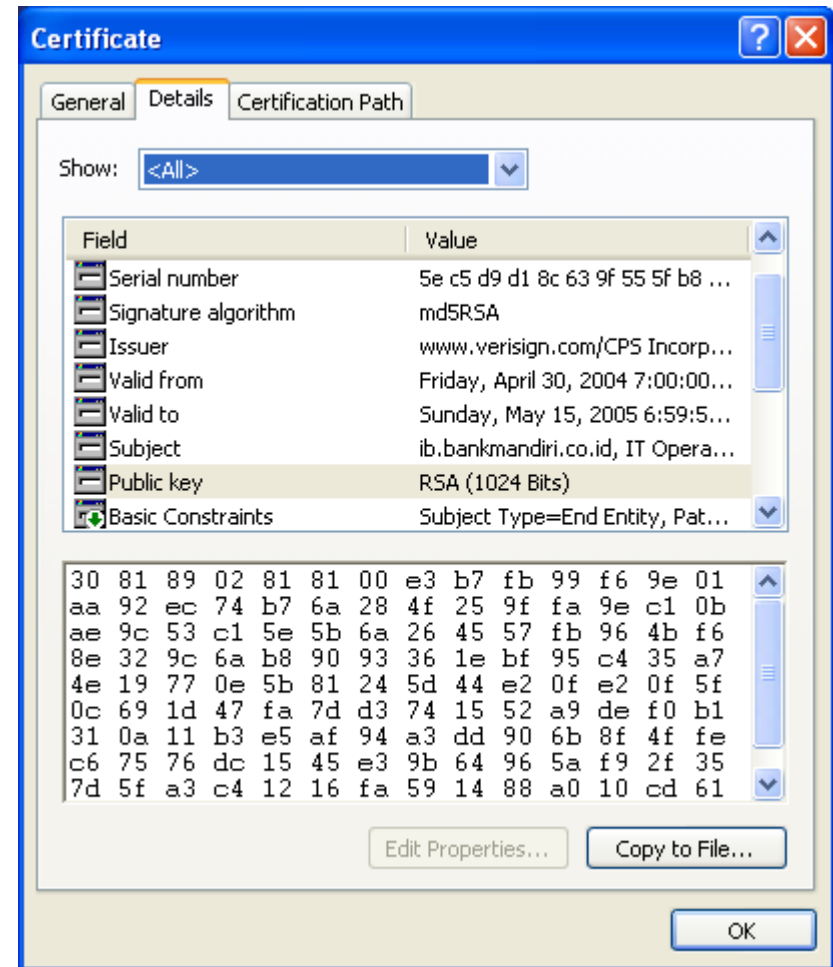 Certificate
General Details Certification Path
Show: <All>
Field Value
Serial number 5e c5 d9 d1 8c 63 9f 55 5f b8 ...
Signature algorithm md5RSA
Issuer www.verisign.com/CPS Incorp...
Valid from Friday, April 30, 2004 7:00:00...
Valid to Sunday, May 15, 2005 6:59:5...
Subject ib.bankmandiri.co.id, IT Opera...
Public key RSA (1024 Bits)
Basic Constraints Subject Type=End Entity, Pat...
30 81 89 02 81 81 00 e3 b7 fb 99 f6 9e 01
aa 92 ec 74 b7 6a 28 4f 25 9f fa 9e c1 0b
ae 9c 53 c1 5e 5b 6a 26 45 57 fb 96 4b f6
8e 32 9c 6a b8 90 93 36 1e bf 95 c4 35 a7
4e 19 77 0e 5b 81 24 5d 44 e2 0f e2 0f 5f
0c 69 1d 47 fa 7d d3 74 15 52 a9 de f0 b1
31 0a 11 b3 e5 af 94 a3 dd 90 6b 8f 4f fe
c6 75 76 dc 15 45 e3 9b 64 96 5a f9 2f 35
7d 5f a3 c4 12 16 fa 59 14 88 a0 10 cd 61
Edit Properties... Copy to File...
OK